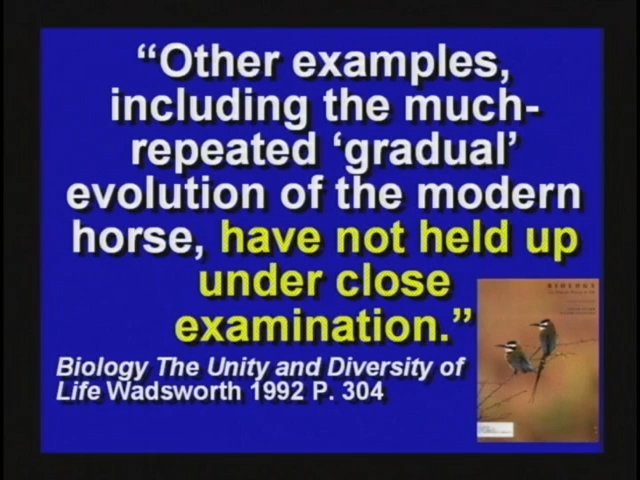 “Other examples,
including the much-
repeated ‘gradual’
evolution of the modern
horse, have not held up
under close
examination.”
Biology The Unity and Diversity of
Life Wadsworth 1992 P. 304
BIOLOGY